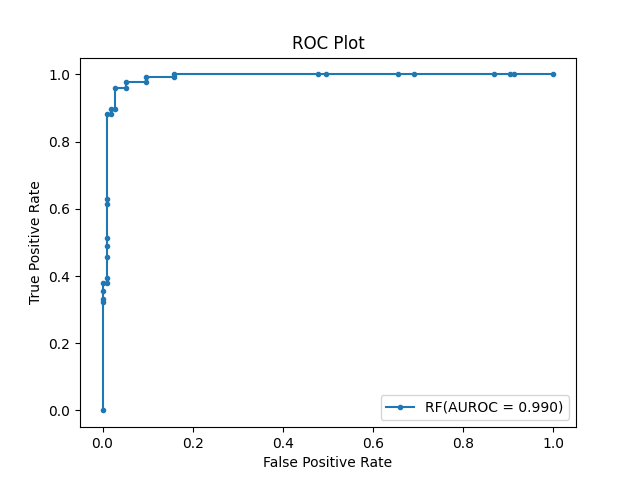 ROC Plot
True Positive Rate
1.0
0.8
0.6
0.4
0.2
0.0
RF(AUROC = 0.990)
0.0 0.2 0.4 0.6 0.8 1.0
False Positive Rate